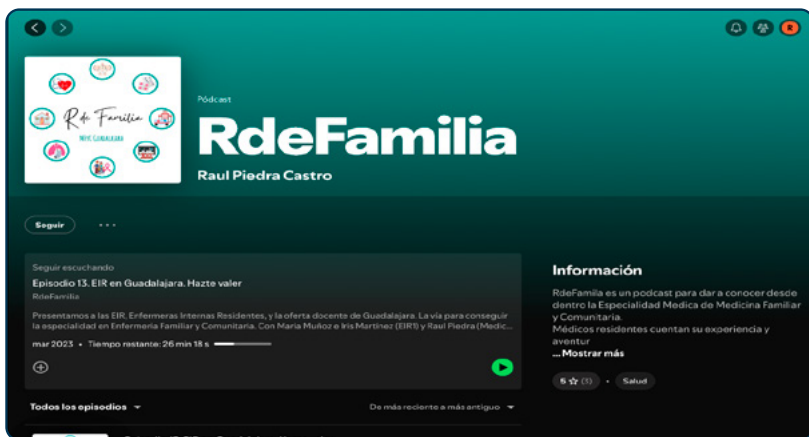 R
R de Familia
MFYC GUADALAJARA
Pódcast
RdeFamilia
Raul Piedra Castro
Seguir
Seguir escuchando
Episodio 13. EIR en Guadalajara. Hazte valer
RdeFamilia
Presentamos a las EIR, Enfermeras Internas Residentes, y la oferta docente de Guadalajara. La vía para conseguir
la especialidad en Enfermería Familiar y Comunitaria. Con Maria Muñoz e Iris Martinez (EIR1) y Raul Piedra (Medic...
mar 2023 • Tiempo restante: 26 min 18 s
Todos los episodios
De más reciente a más antiguo
Información
RdeFamila es un podcast para dar a conocer desde
dentro la Especialidad Medica de Medicina Familiar
y Comunitaria.
Médicos residentes cuentan su experiencia y
aventur
... Mostrar más
5 ☆ (3) • Salud